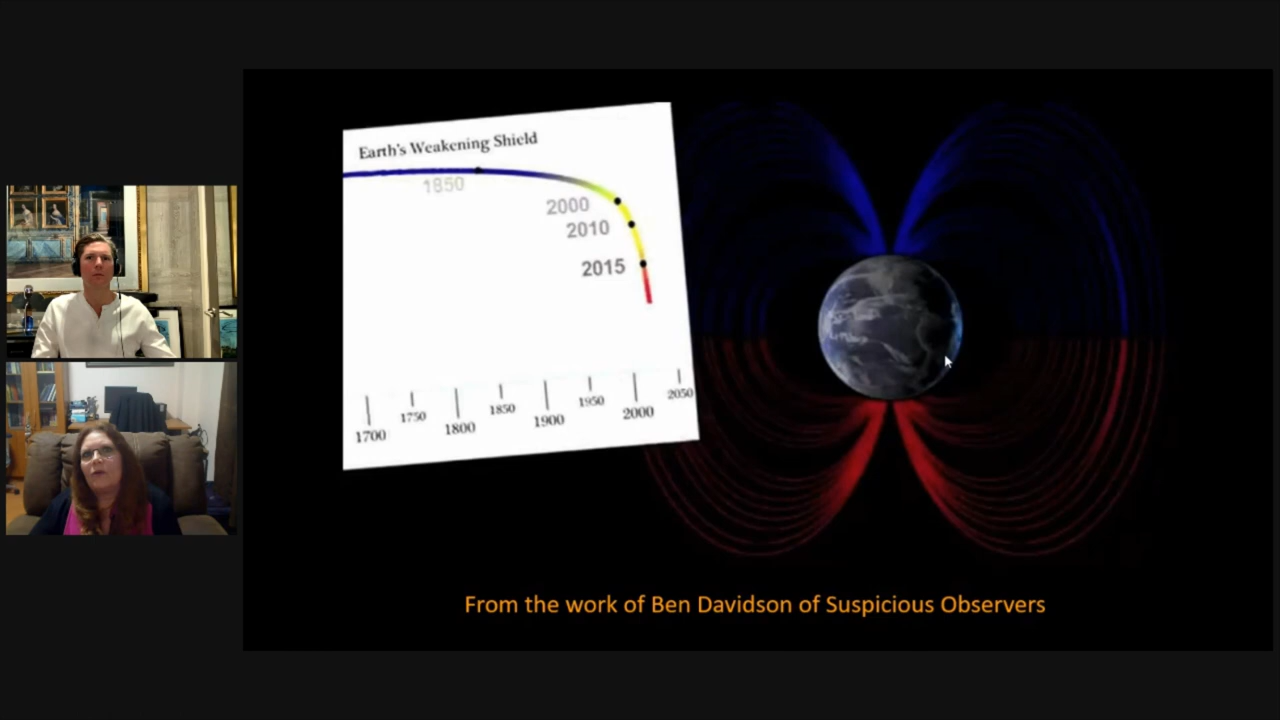 Earth's Weakening Shield
1850
2000
2010
2015
1700 1750 1800 1850 1900 1950 2000 2050
From the work of Ben Davidson of Suspicious Observers